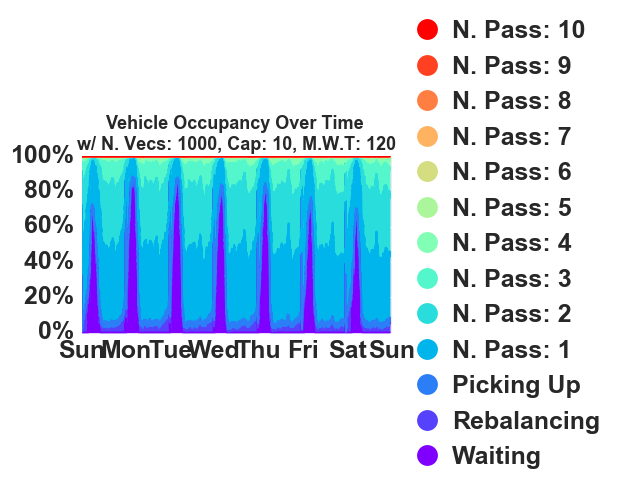 Vehicle Occupancy Over Time
w/ N. Vecs: 1000, Cap: 10, M.W.T: 120
100%
80%
60%
40%
20%
0%
Sun Mon Tue Wed Thu Fri Sat Sun
N. Pass: 10
N. Pass: 9
N. Pass: 8
N. Pass: 7
N. Pass: 6
N. Pass: 5
N. Pass: 4
N. Pass: 3
N. Pass: 2
N. Pass: 1
Picking Up
Rebalancing
Waiting